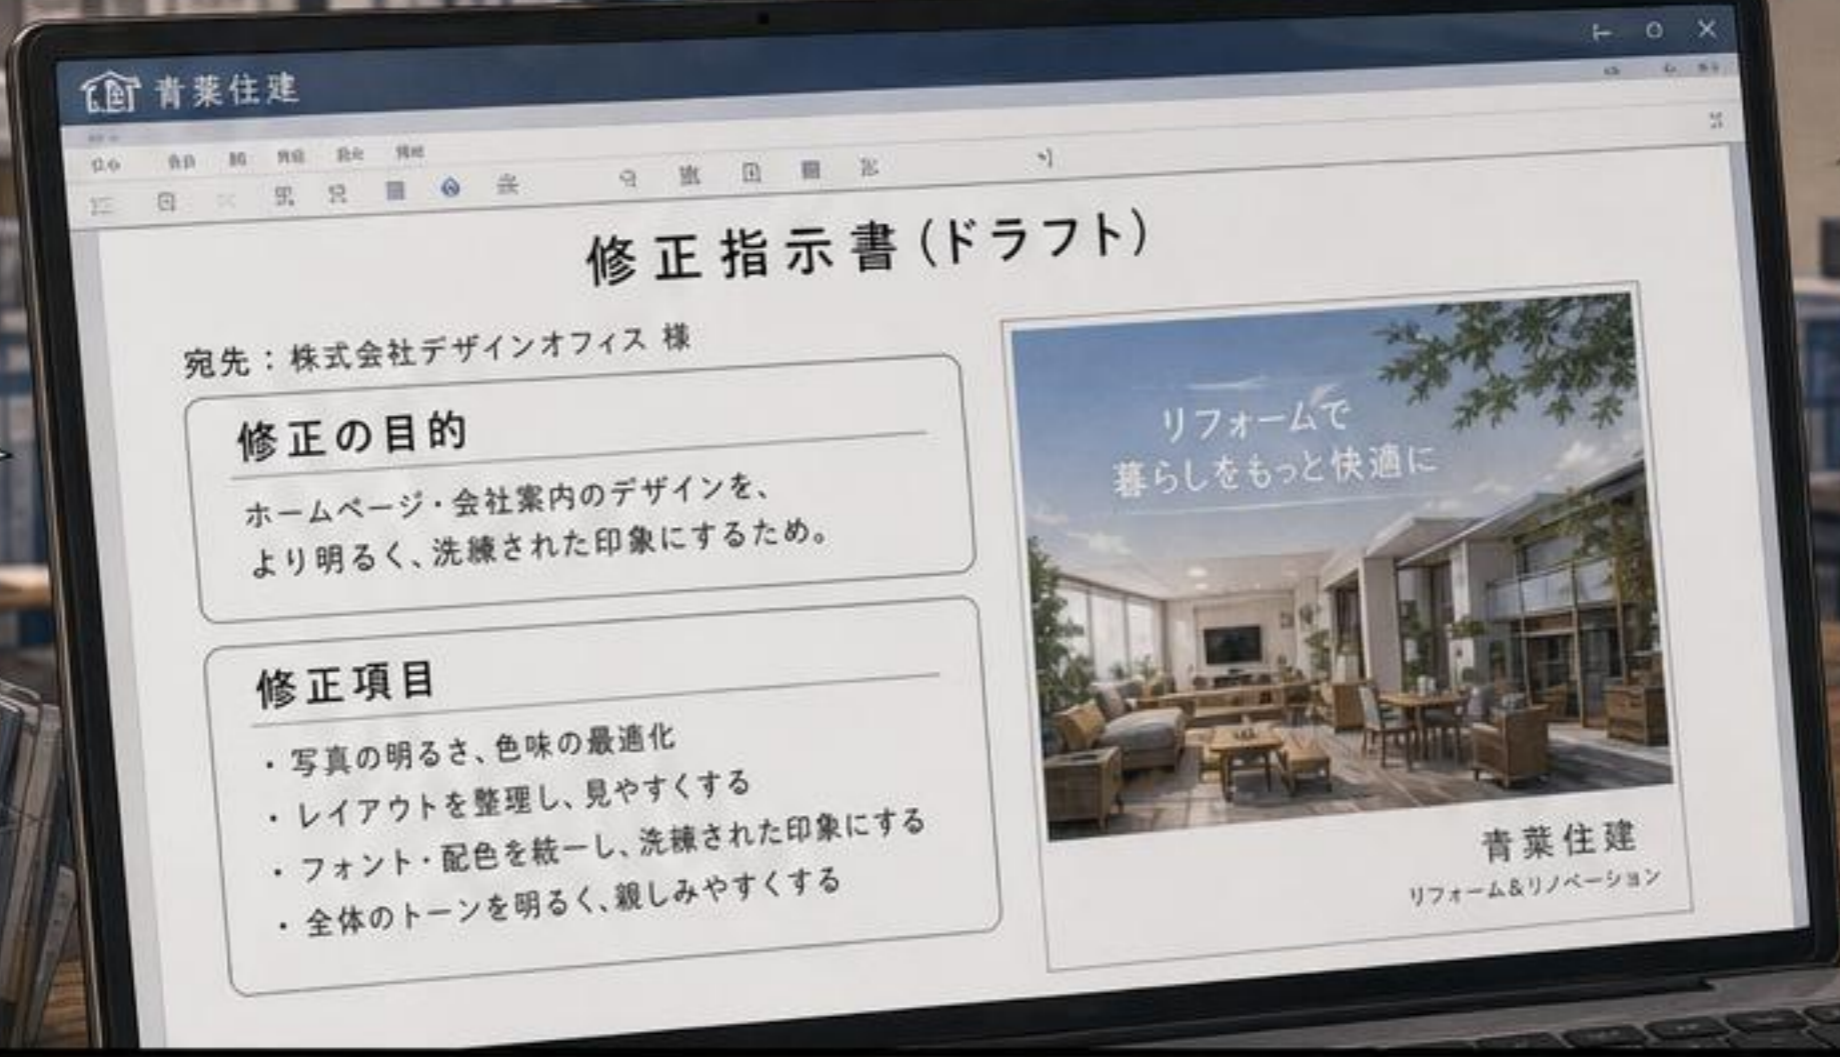 青葉住建
修正指示書(ドラフト)
宛先：株式会社デザインオフィス 様
修正の目的
ホームページ・会社案内のデザインを、
より明るく、洗練された印象にするため。
修正項目
・写真の明るさ、色味の最適化
・レイアウトを整理し、見やすくする
・フォント・配色を統一し、洗練された印象にする
・全体のトーンを明るく、親しみやすくする
リフォームで
暮らしをもっと快適に
青葉住建
リフォーム&リノベーション